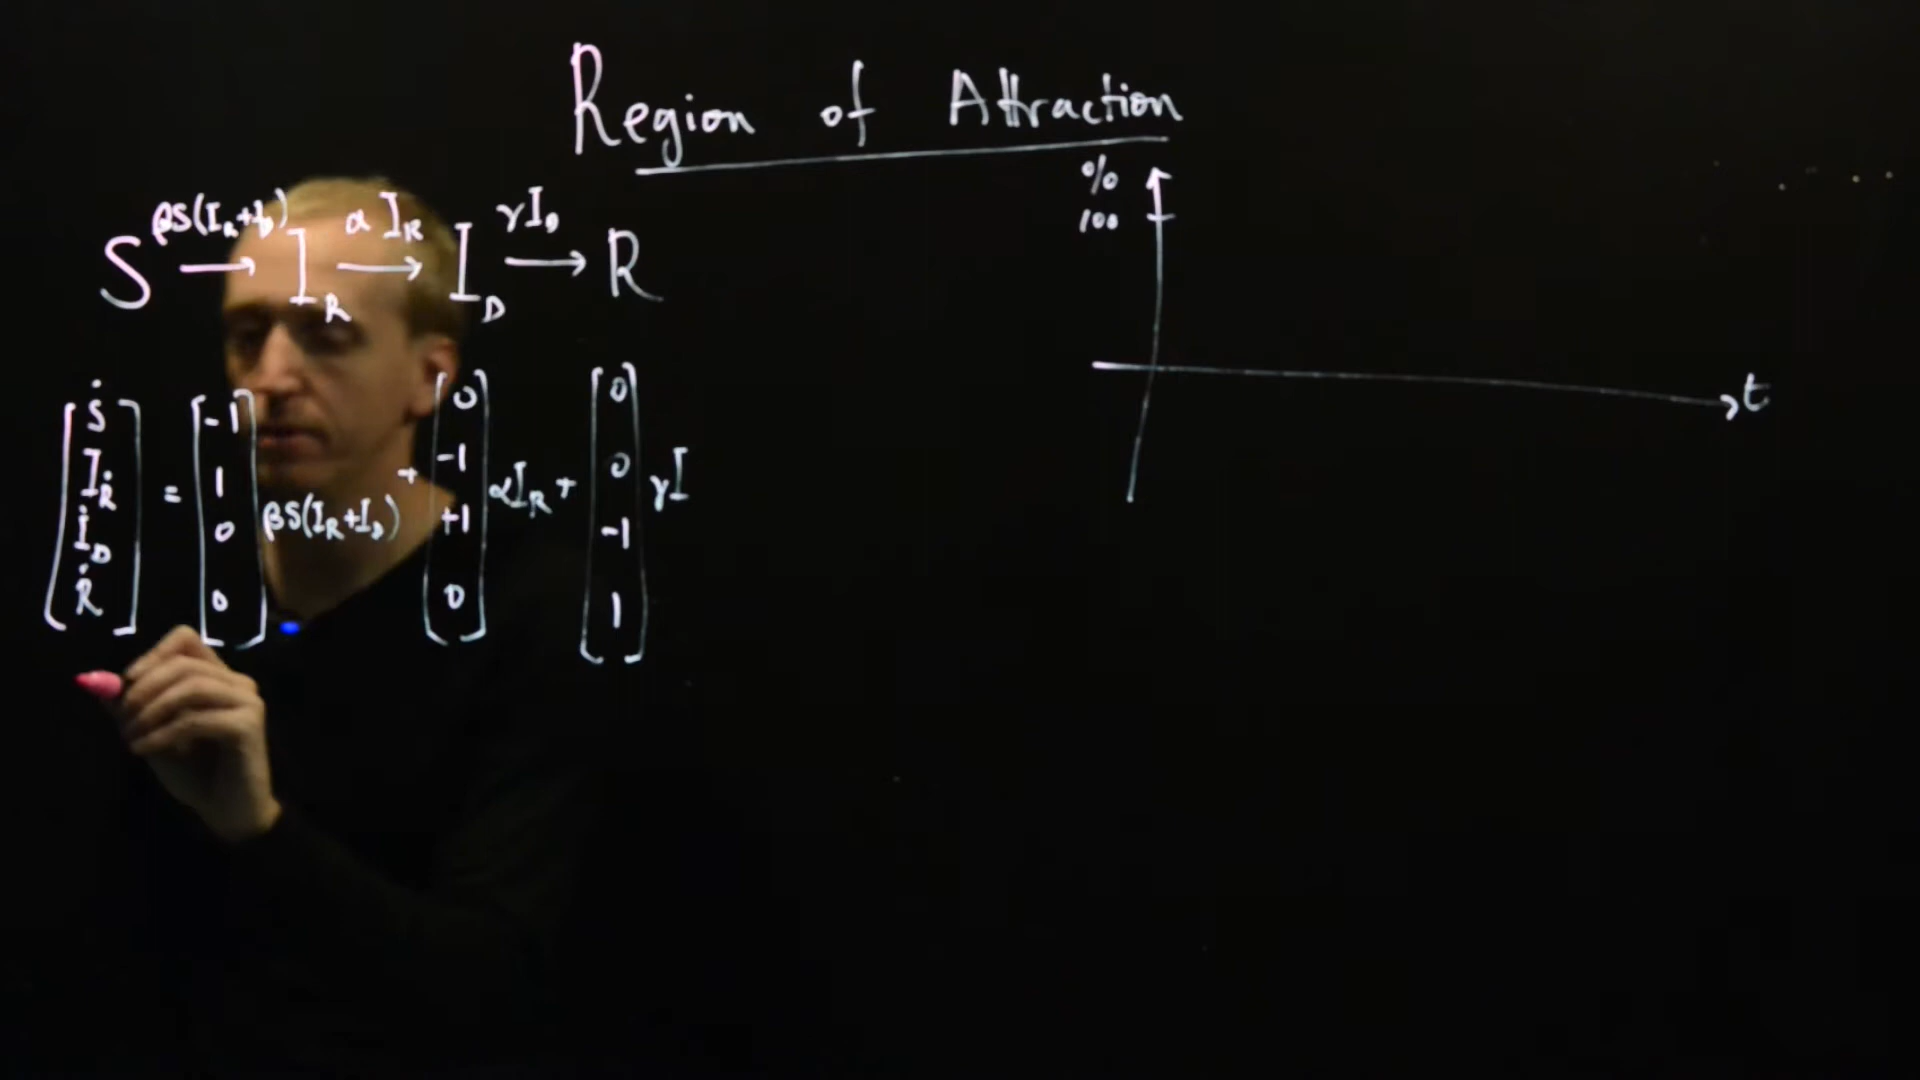 Region of Attraction
%
100
t
βS(I_R+I_D) αI_R γI_D
S → I_R → I_D → R
[Ṡ İ_R İ_D Ṙ] = [-1 1 0 0] βS(I_R+I_D) + [0 -1 +1 0] αI_R + [0 0 -1 1] γI